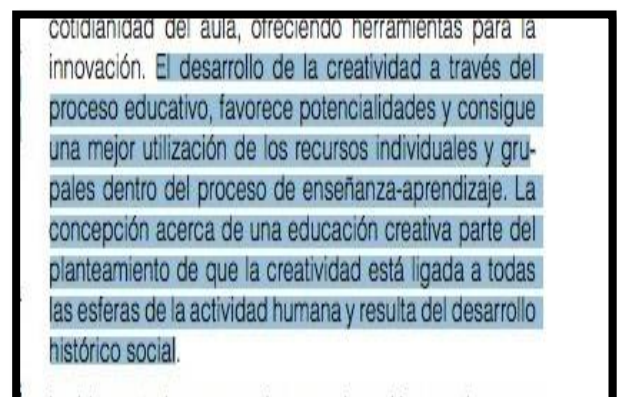 cotidianidad del aula, ofreciendo herramientas para la
innovación. El desarrollo de la creatividad a través del
proceso educativo, favorece potencialidades y consigue
una mejor utilización de los recursos individuales y gru-
pales dentro del proceso de enseñanza-aprendizaje. La
concepción acerca de una educación creativa parte del
planteamiento de que la creatividad está ligada a todas
las esferas de la actividad humana y resulta del desarrollo
histórico social.